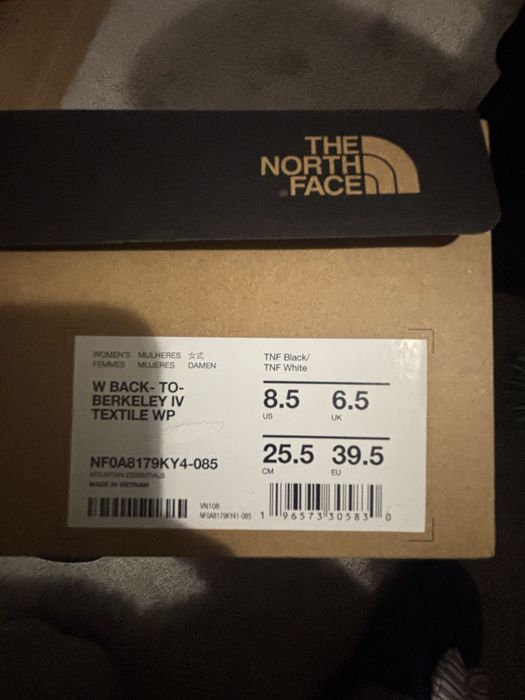 THE
NORTH
FACE
WOMEN'S MULHERES 女式
FEMMES MUJERES DAMEN
W BACK- TO-
BERKELEY IV
TEXTILE WP
NF0A8179KY4-085
MOUNTAIN ESSENTIALS
MADE IN VIETNAM
TNF Black/
TNF White
8.5 6.5
US UK
25.5 39.5
CM EU
VN108
NF0A8179KY41-085
1 96573 30583 0